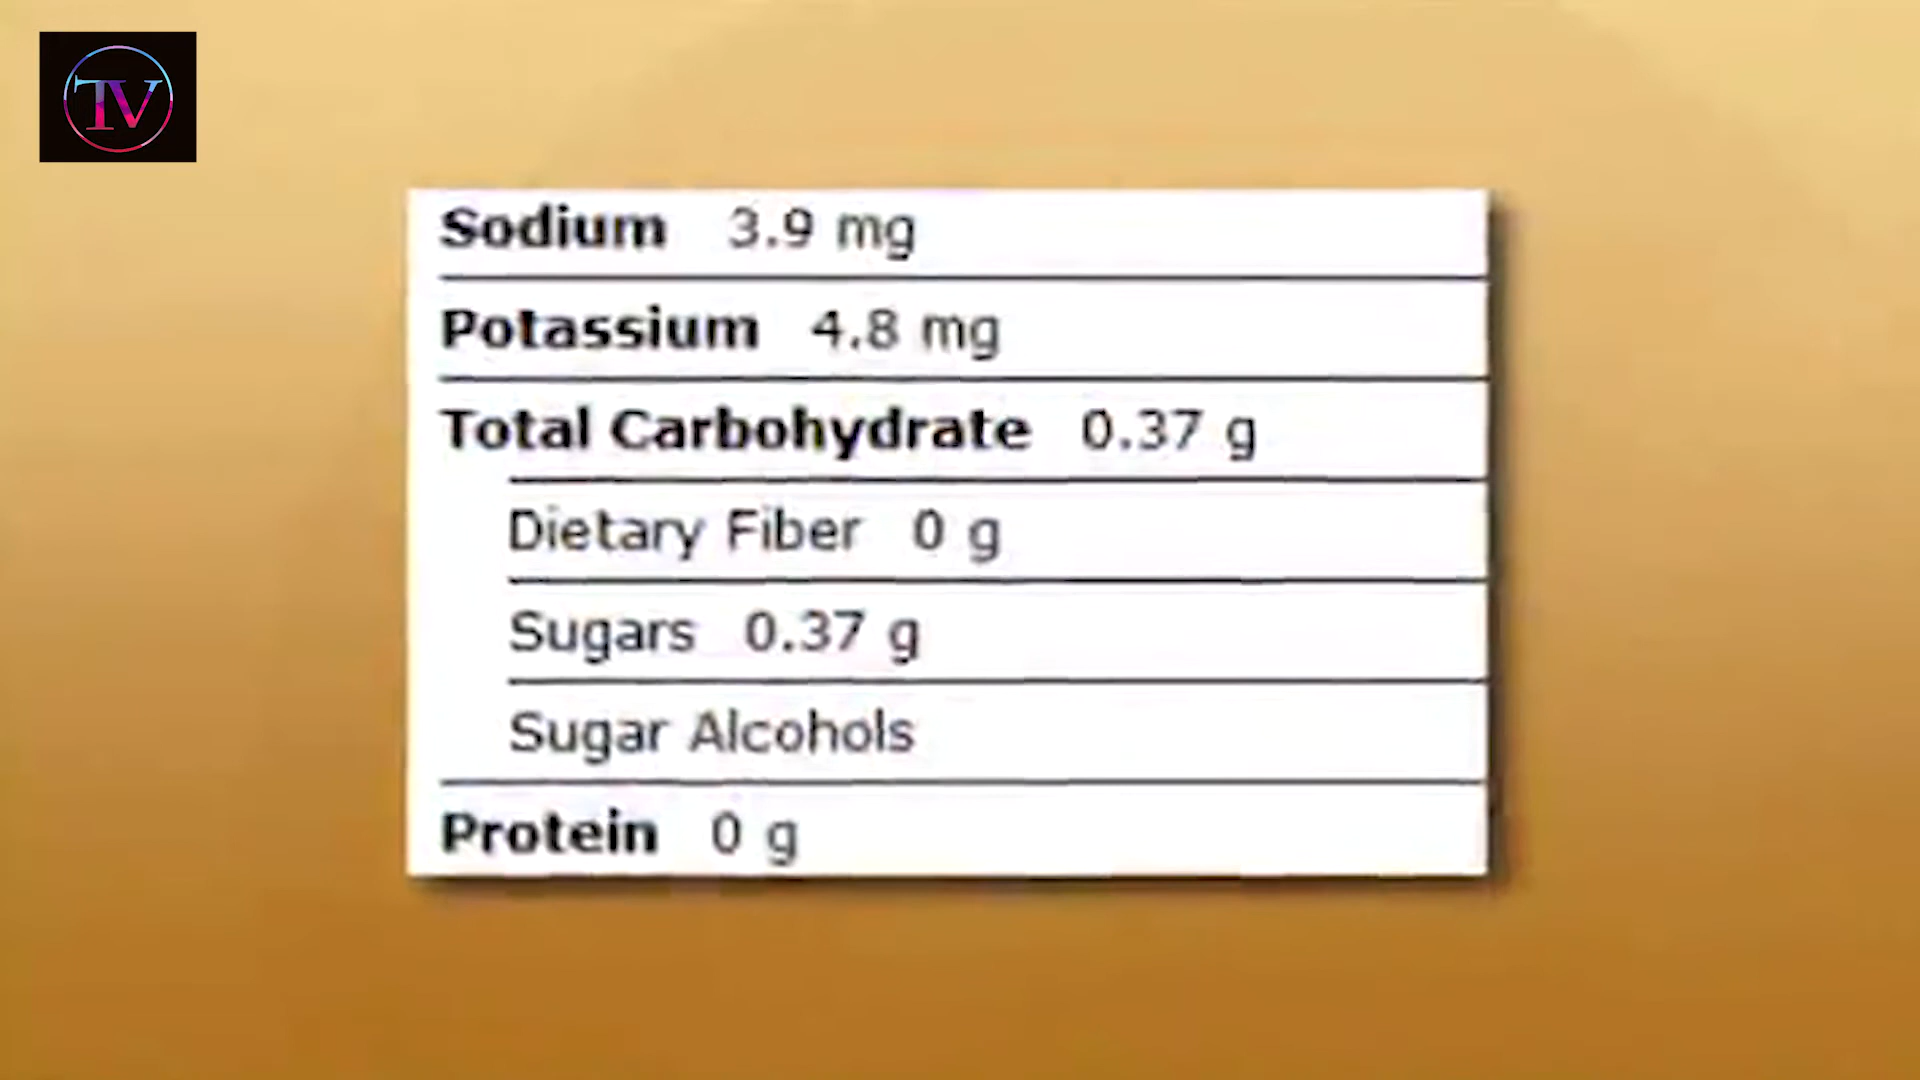 TV
Sodium 3.9 mg
Potassium 4.8 mg
Total Carbohydrate 0.37 g
Dietary Fiber 0 g
Sugars 0.37 g
Sugar Alcohols
Protein 0 g